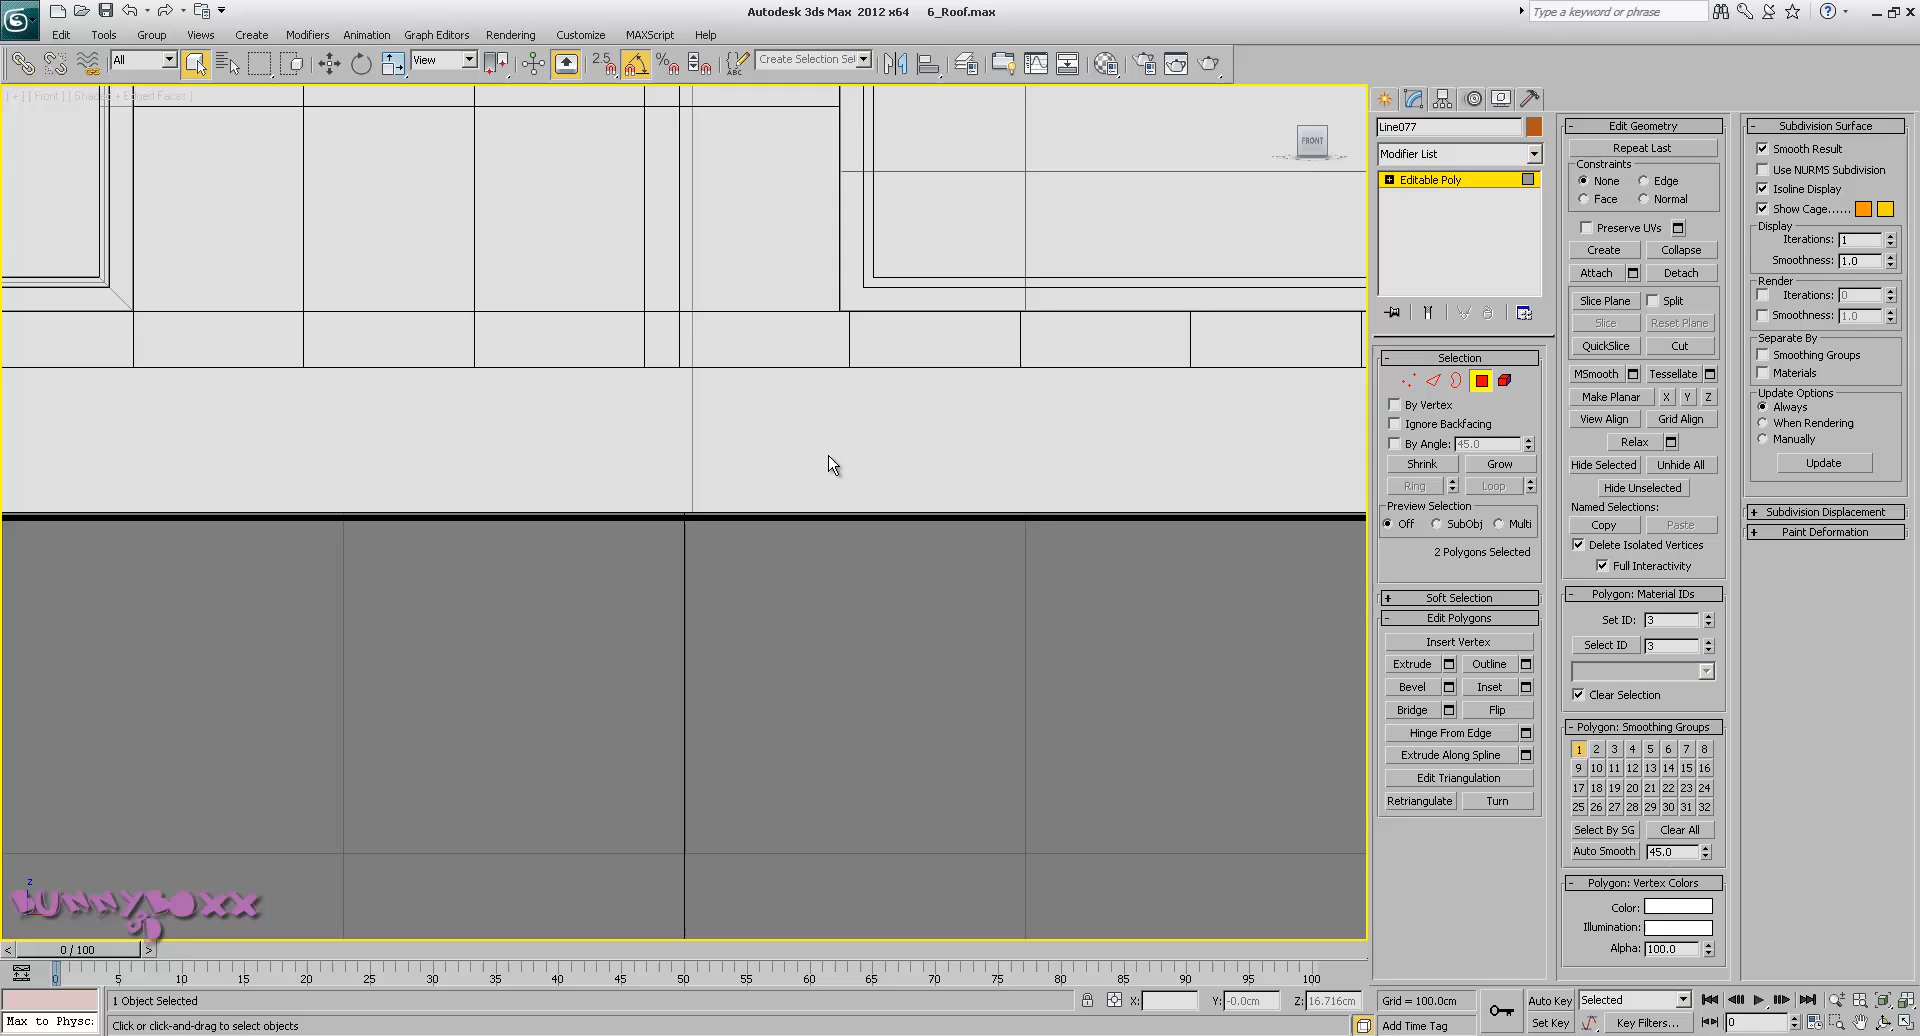 Autodesk 3ds Max 2012 x64 6_Roof.max
Type a keyword or phrase
Edit Tools Group Views Create Modifiers Animation Graph Editors Rendering Customize MAXScript Help
All View 2.5 Create Selection Sel
[ + ] [ Front ] [ Shaded + Edged Faces ]
FRONT
Line077
Modifier List
Editable Poly
- Selection
By Vertex
Ignore Backfacing
By Angle: 45.0
Shrink Grow
Ring Loop
Preview Selection
Off SubObj Multi
2 Polygons Selected
+ Soft Selection
- Edit Polygons
Insert Vertex
Extrude Outline
Bevel Inset
Bridge Flip
Hinge From Edge
Extrude Along Spline
Edit Triangulation
Retriangulate Turn
- Edit Geometry
Repeat Last
Constraints
None Edge
Face Normal
Preserve UVs
Create Collapse
Attach Detach
Slice Plane Split
Slice Reset Plane
QuickSlice Cut
MSmooth Tessellate
Make Planar X Y Z
View Align Grid Align
Relax
Hide Selected Unhide All
Hide Unselected
Named Selections:
Copy Paste
Delete Isolated Vertices
Full Interactivity
- Polygon: Material IDs
Set ID: 3
Select ID 3
Clear Selection
- Polygon: Smoothing Groups
1 2 3 4 5 6 7 8
9 10 11 12 13 14 15 16
17 18 19 20 21 22 23 24
25 26 27 28 29 30 31 32
Select By SG Clear All
Auto Smooth 45.0
- Polygon: Vertex Colors
Color:
Illumination:
Alpha: 100.0
- Subdivision Surface
Smooth Result
Use NURMS Subdivision
Isoline Display
Show Cage......
Display
Iterations: 1
Smoothness: 1.0
Render
Iterations: 0
Smoothness: 1.0
Separate By
Smoothing Groups
Materials
Update Options
Always
When Rendering
Manually
Update
+ Subdivision Displacement
+ Paint Deformation
z
BUNNYBOXX
3D
< 0 / 100 >
0 5 10 15 20 25 30 35 40 45 50 55 60 65 70 75 80 85 90 95 100
1 Object Selected X: Y: -0.0cm Z: 16.716cm Grid = 100.0cm Auto Key Selected
Max to Physc: Click or click-and-drag to select objects Add Time Tag Set Key Key Filters... 0